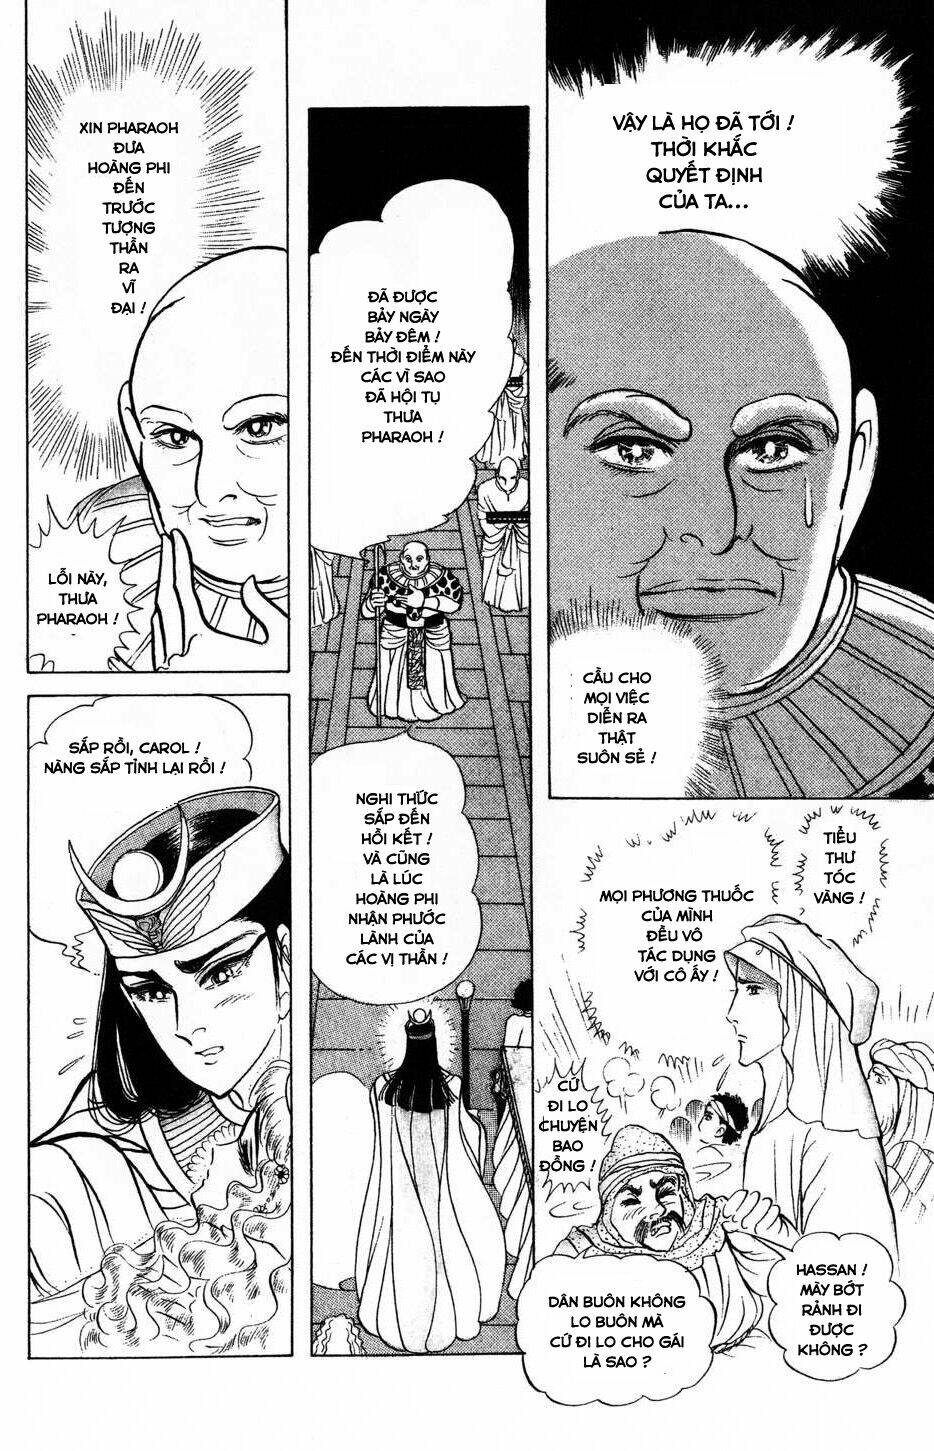 VẬY LÀ HỌ ĐÃ TỚI !
THỜI KHẮC
QUYẾT ĐỊNH
CỦA TA...
CẦU CHO
MỌI VIỆC
DIỄN RA
THẬT
SUÔN SẺ !
ĐÃ ĐƯỢC
BẢY NGÀY
BẢY ĐÊM !
ĐẾN THỜI ĐIỂM NÀY
CÁC VÌ SAO
ĐÃ HỘI TỤ
THƯA
PHARAOH !
NGHI THỨC
SẮP ĐẾN
HỒI KẾT !
VÀ CŨNG
LÀ LÚC
HOÀNG PHI
NHẬN PHƯỚC
LÀNH CỦA
CÁC VỊ THẦN !
XIN PHARAOH
ĐƯA
HOÀNG PHI
ĐẾN
TRƯỚC
TƯỢNG
THẦN
RA
VĨ
ĐẠI !
LỖI NÀY,
THƯA
PHARAOH !
SẮP RỒI, CAROL !
NÀNG SẮP TỈNH LẠI RỒI !
TIỂU
THƯ
TÓC
VÀNG !
MỌI PHƯƠNG THUỐC
CỦA MÌNH
ĐỀU VÔ
TÁC DỤNG
VỚI CÔ ẤY !
CỨ
ĐI LO
CHUYỆN
BAO
ĐỒNG !
HASSAN !
MÀY BỚT
RẢNH ĐI
ĐƯỢC
KHÔNG ?
DÂN BUÔN KHÔNG
LO BUÔN MÀ
CỨ ĐI LO CHO GÁI
LÀ SAO ?